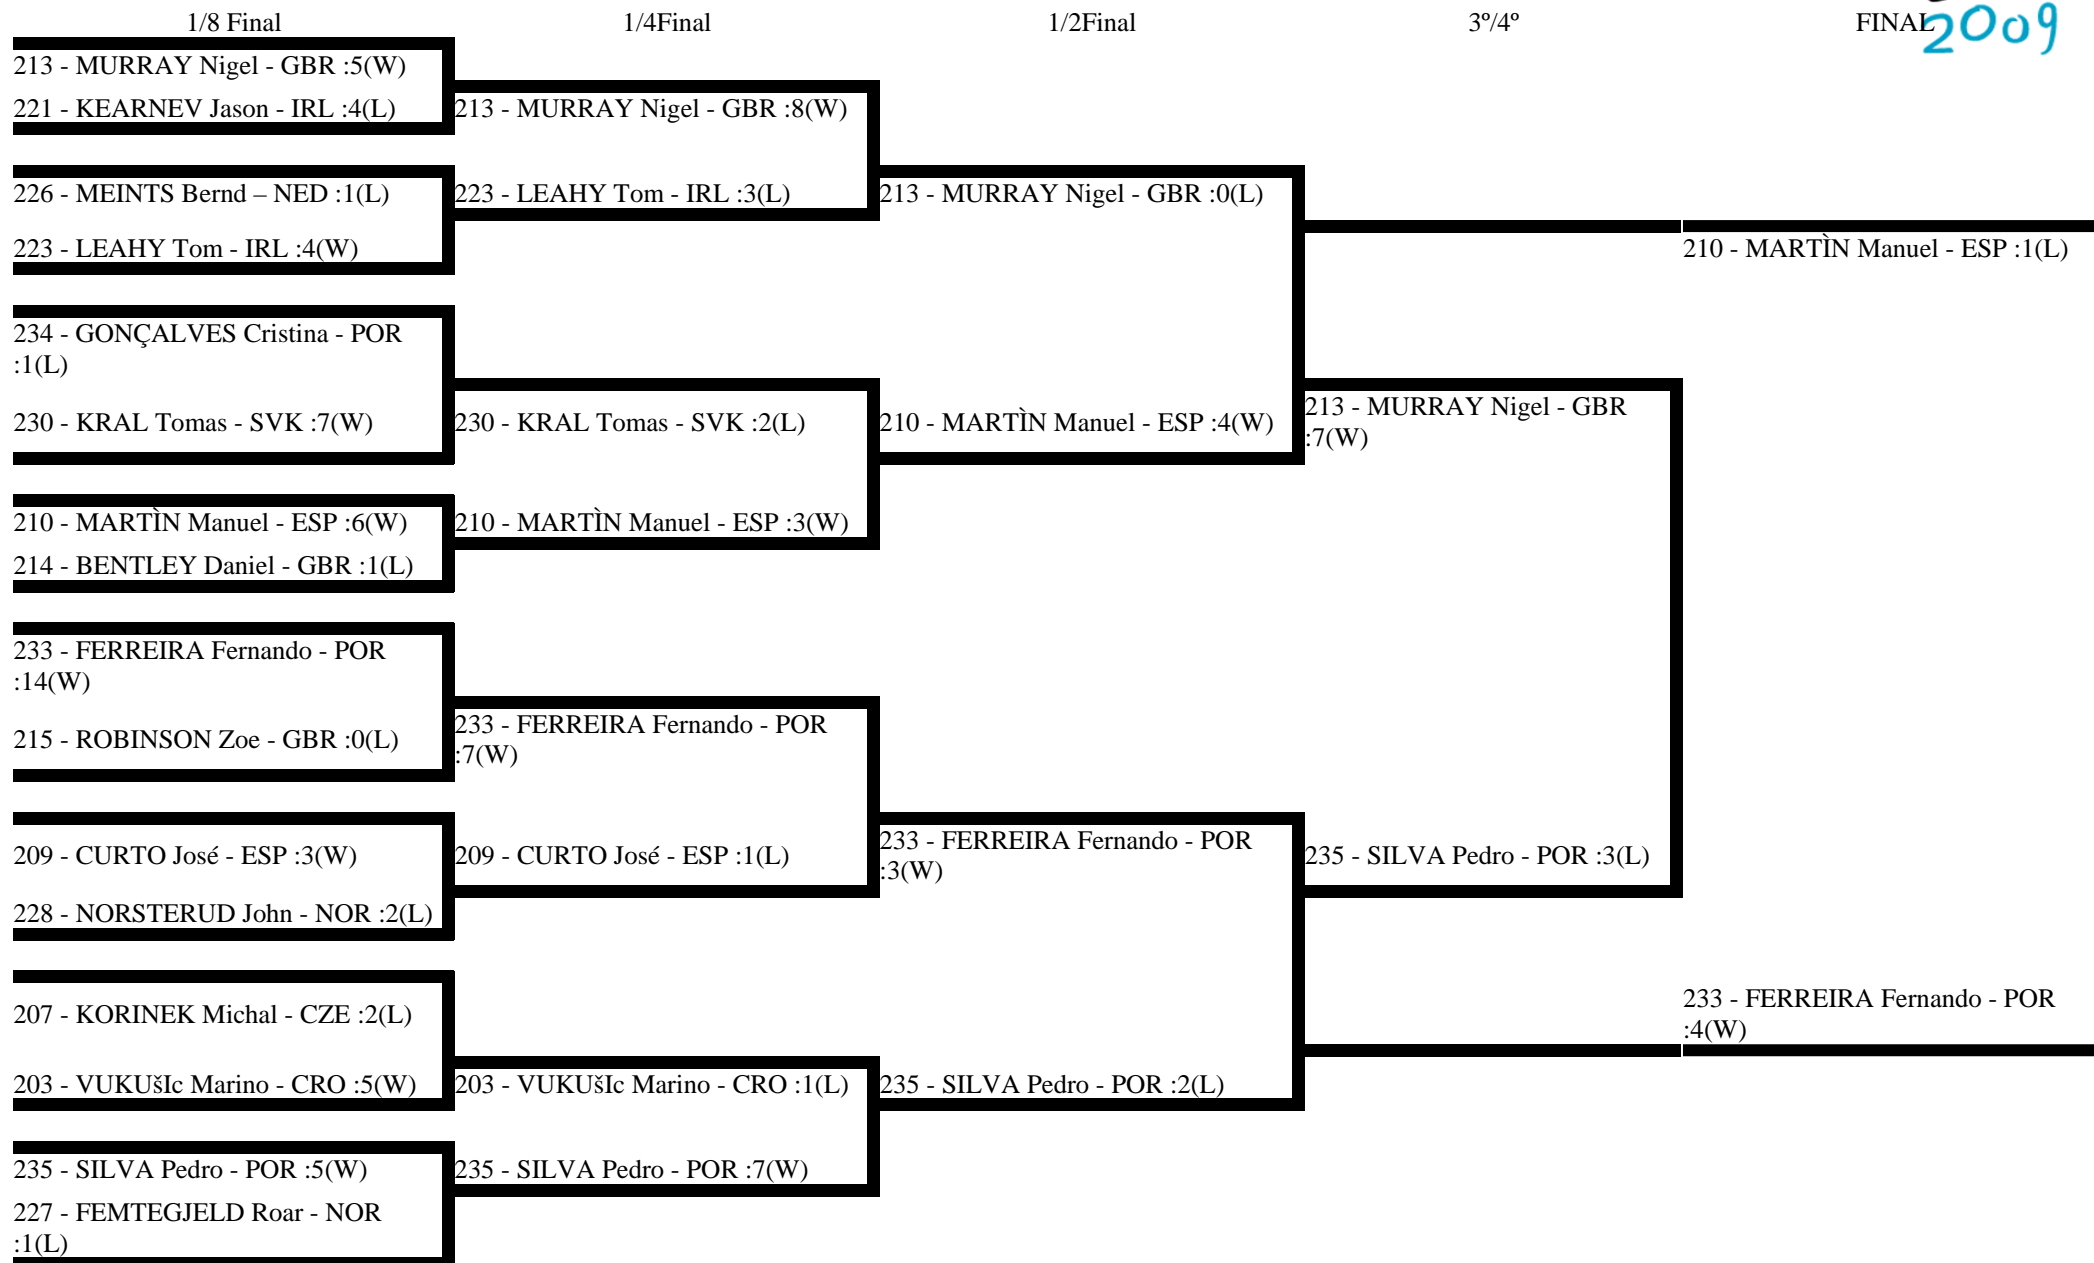 1/8 Final
1/4Final
1/2Final
3º/4º
FINAL
2009
213 - MURRAY Nigel - GBR :5(W)
221 - KEARNEV Jason - IRL :4(L)
226 - MEINTS Bernd – NED :1(L)
223 - LEAHY Tom - IRL :4(W)
234 - GONÇALVES Cristina - POR
:1(L)
230 - KRAL Tomas - SVK :7(W)
210 - MARTÌN Manuel - ESP :6(W)
214 - BENTLEY Daniel - GBR :1(L)
233 - FERREIRA Fernando - POR
:14(W)
215 - ROBINSON Zoe - GBR :0(L)
209 - CURTO José - ESP :3(W)
228 - NORSTERUD John - NOR :2(L)
207 - KORINEK Michal - CZE :2(L)
203 - VUKUšIc Marino - CRO :5(W)
235 - SILVA Pedro - POR :5(W)
227 - FEMTEGJELD Roar - NOR
:1(L)
213 - MURRAY Nigel - GBR :8(W)
223 - LEAHY Tom - IRL :3(L)
230 - KRAL Tomas - SVK :2(L)
210 - MARTÌN Manuel - ESP :3(W)
233 - FERREIRA Fernando - POR
:7(W)
209 - CURTO José - ESP :1(L)
203 - VUKUšIc Marino - CRO :1(L)
235 - SILVA Pedro - POR :7(W)
213 - MURRAY Nigel - GBR :0(L)
210 - MARTÌN Manuel - ESP :4(W)
233 - FERREIRA Fernando - POR
:3(W)
235 - SILVA Pedro - POR :2(L)
213 - MURRAY Nigel - GBR
:7(W)
235 - SILVA Pedro - POR :3(L)
210 - MARTÌN Manuel - ESP :1(L)
233 - FERREIRA Fernando - POR
:4(W)